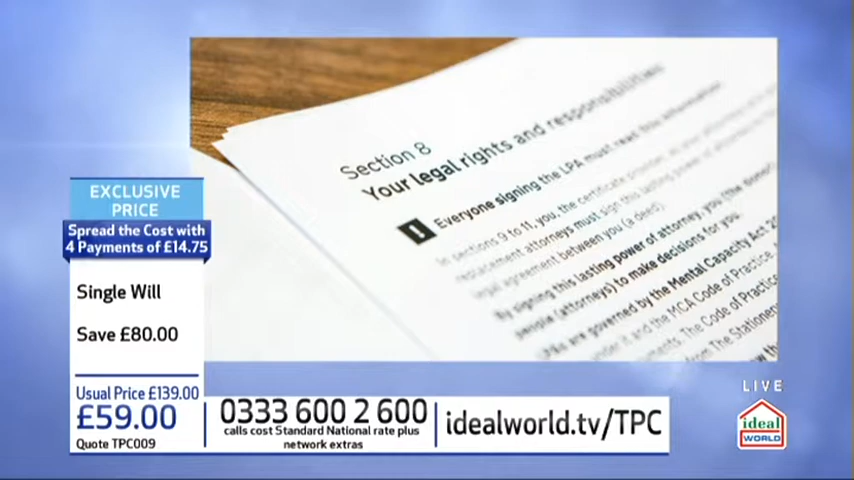 Section 8
Your legal rights and responsibilities
Everyone signing the LPA must read this information
In sections 9 to 11, you, the certificate provider,
replacement attorneys must sign this lasting power of attorney
legal agreement between you (a deed).
By signing this lasting power of attorney, you (the donor)
people (attorneys) to make decisions for you.
LPAs are governed by the Mental Capacity Act 20
under it and the MCA Code of Practice,
The Code of Practice
from The Stationery
EXCLUSIVE
PRICE
Spread the Cost with
4 Payments of £14.75
Single Will
Save £80.00
Usual Price £139.00
£59.00
Quote TPC009
0333 600 2 600
calls cost Standard National rate plus
network extras
idealworld.tv/TPC
LIVE
ideal
WORLD